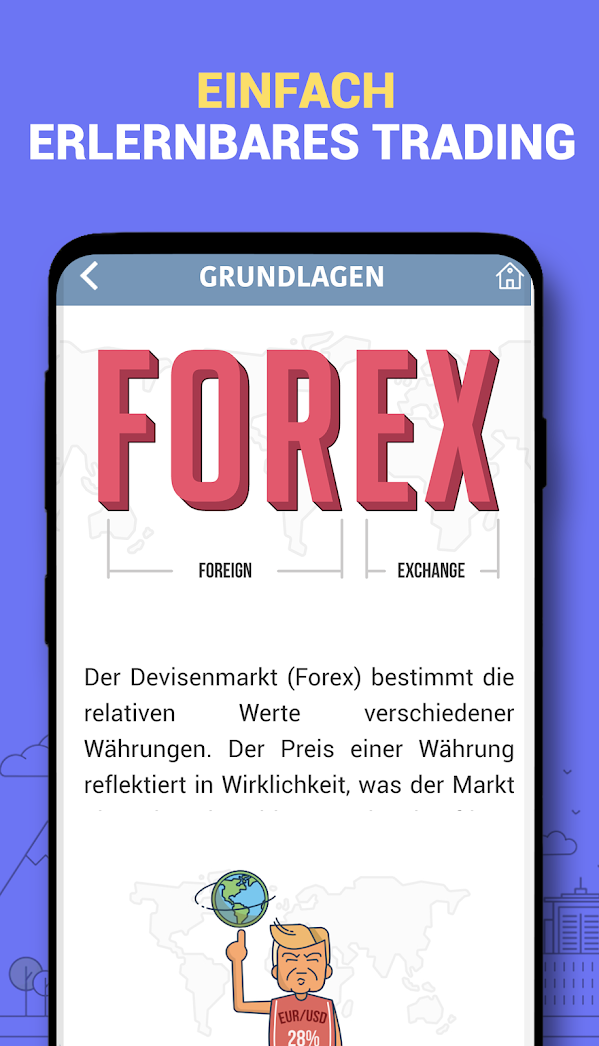 EINFACH
ERLERNBARES TRADING
GRUNDLAGEN
FOREX
FOREIGN EXCHANGE
Der Devisenmarkt (Forex) bestimmt die
relativen Werte verschiedener
Währungen. Der Preis einer Währung
reflektiert in Wirklichkeit, was der Markt
EUR/USD
28%